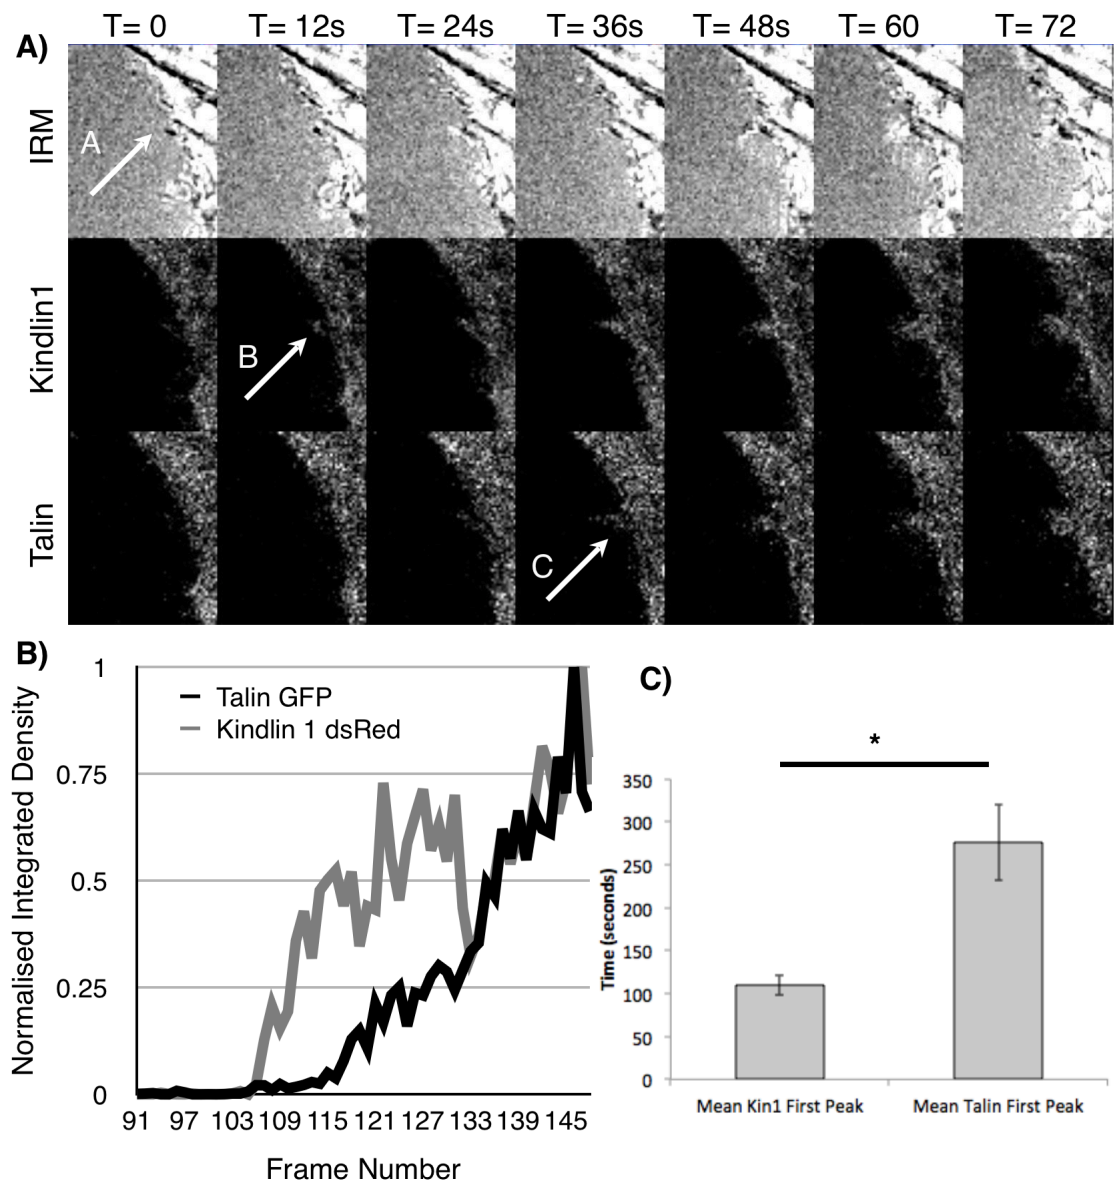 A)
T= 0 T= 12s T= 24s T= 36s T= 48s T= 60 T= 72
IRM
A
Kindlin1
B
Talin
C
B)
Normalised Integrated Density
1
0.75
0.5
0.25
0
Talin GFP
Kindlin 1 dsRed
91 97 103 109 115 121 127 133 139 145
Frame Number
C)
*
Time (seconds)
350
300
250
200
150
100
50
0
Mean Kin1 First Peak Mean Talin First Peak